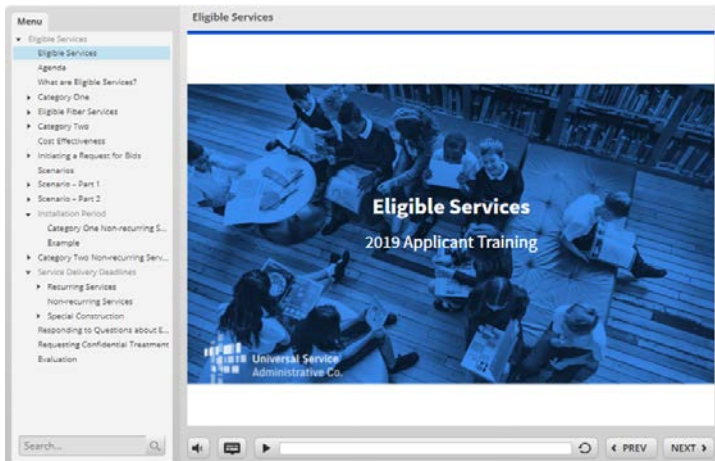 Menu
Eligible Services
Eligible Services
Agenda
What are Eligible Services?
Category One
Eligible Fiber Services
Category Two
Cost Effectiveness
Initiating a Request for Bids
Scenarios
Scenario - Part 1
Scenario - Part 2
Installation Period
Category One Non-recurring S...
Example
Category Two Non-recurring Serv...
Service Delivery Deadlines
Recurring Services
Non-recurring Services
Special Construction
Responding to Questions about E...
Requesting Confidential Treatment
Evaluation
Search...
Eligible Services
Eligible Services
2019 Applicant Training
Universal Service
Administrative Co.
PREV
NEXT